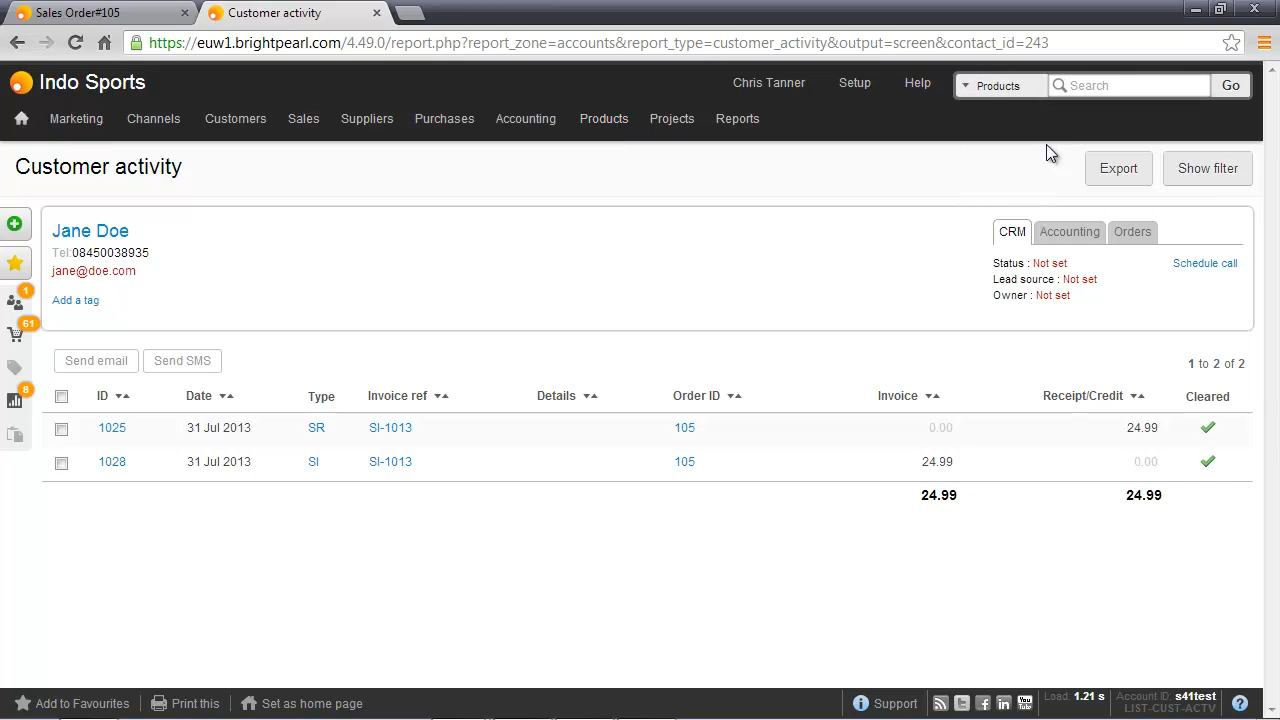 Sales Order#105
Customer activity
https://euw1.brightpearl.com/4.49.0/report.php?report_zone=accounts&report_type=customer_activity&output=screen&contact_id=243
Indo Sports
Chris Tanner Setup Help Products Search Go
Marketing Channels Customers Sales Suppliers Purchases Accounting Products Projects Reports
Customer activity
Export Show filter
Jane Doe
Tel:08450038935
jane@doe.com
Add a tag
CRM Accounting Orders
Status : Not set Schedule call
Lead source : Not set
Owner : Not set
1
61
8
Send email Send SMS
1 to 2 of 2
ID Date Type Invoice ref Details Order ID Invoice Receipt/Credit Cleared
1025 31 Jul 2013 SR SI-1013 105 0.00 24.99
1028 31 Jul 2013 SI SI-1013 105 24.99 0.00
24.99 24.99
Add to Favourites Print this Set as home page
Support
You Tube
Load: 1.21 s
Account ID: s41test
LIST-CUST-ACTV
?